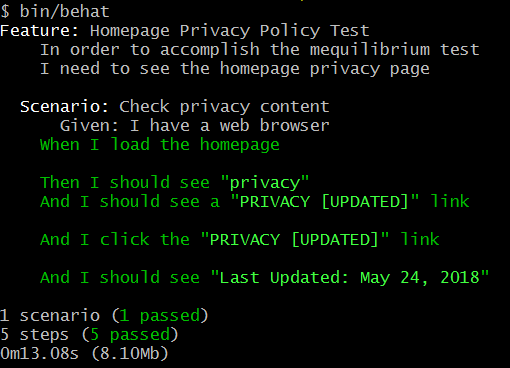 $ bin/behat
Feature: Homepage Privacy Policy Test
In order to accomplish the mequilibrium test
I need to see the homepage privacy page
Scenario: Check privacy content
Given: I have a web browser
When I load the homepage
Then I should see "privacy"
And I should see a "PRIVACY [UPDATED]" link
And I click the "PRIVACY [UPDATED]" link
And I should see "Last Updated: May 24, 2018"
1 scenario (1 passed)
5 steps (5 passed)
0m13.08s (8.10Mb)